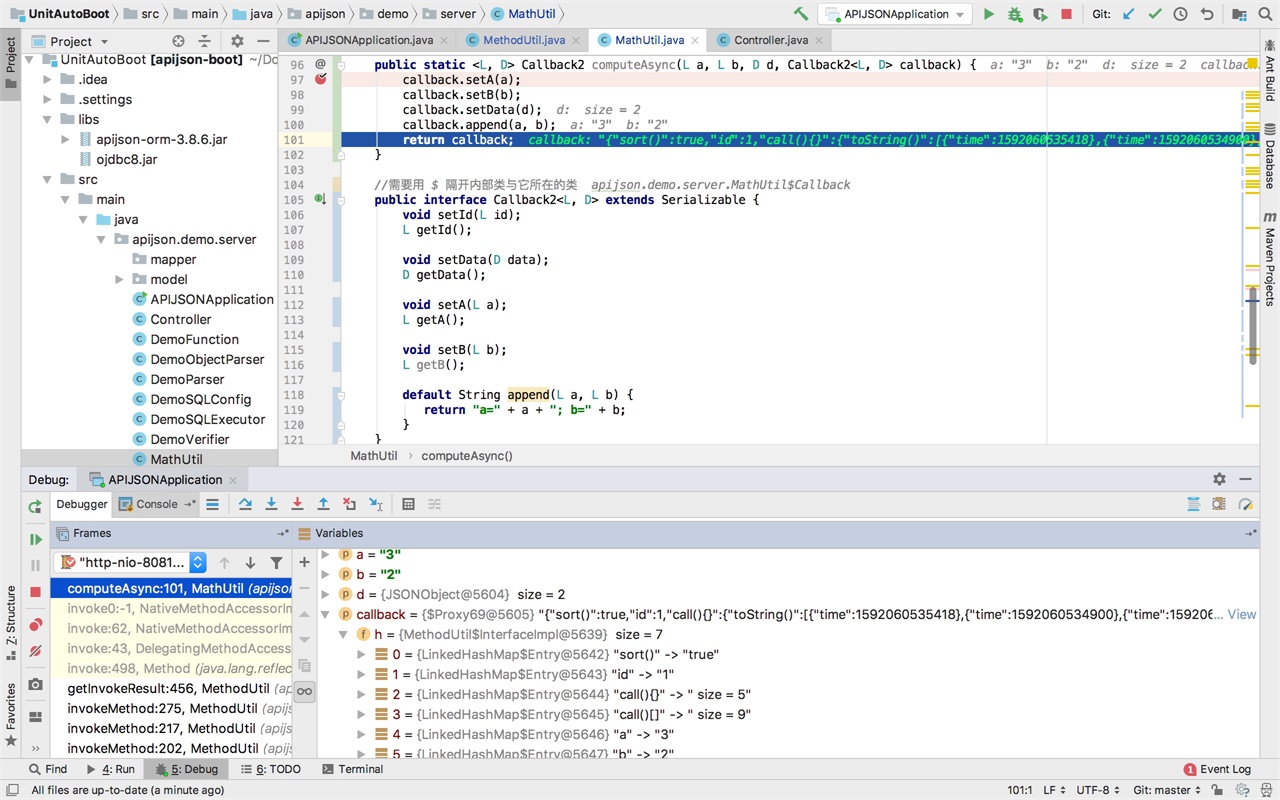 UnitAutoBoot src main java apijson demo server MathUtil APIJSONApplication Git:
Project APIJSONApplication.java MethodUtil.java MathUtil.java Controller.java
UnitAutoBoot [apijson-boot] ~/Do
.idea
.settings
libs
apijson-orm-3.8.6.jar
ojdbc8.jar
src
main
java
apijson.demo.server
mapper
model
APIJSONApplication
Controller
DemoFunction
DemoObjectParser
DemoParser
DemoSQLConfig
DemoSQLExecutor
DemoVerifier
MathUtil
96 @ public static <L, D> Callback2 computeAsync(L a, L b, D d, Callback2<L, D> callback) { a: "3" b: "2" d: size = 2 callbac
97 callback.setA(a);
98 callback.setB(b);
99 callback.setData(d); d: size = 2
100 callback.append(a, b); a: "3" b: "2"
101 return callback; callback: "{"sort()":true,"id":1,"call(){}":{"toString()":[{"time":1592060535418},{"time":1592060534900}
102 }
103
104 //需要用 $ 隔开内部类与它所在的类 apijson.demo.server.MathUtil$Callback
105 public interface Callback2<L, D> extends Serializable {
106 void setId(L id);
107 L getId();
108
109 void setData(D data);
110 D getData();
111
112 void setA(L a);
113 L getA();
114
115 void setB(L b);
116 L getB();
117
118 default String append(L a, L b) {
119 return "a=" + a + "; b=" + b;
120 }
121 }
MathUtil › computeAsync()
Project
Z: Structure
Favorites
Ant Build
Database
m Maven Projects
Debug: APIJSONApplication
Debugger Console
Frames Variables
"http-nio-8081...
computeAsync:101, MathUtil (apijson
invoke0:-1, NativeMethodAccessorIm
invoke:62, NativeMethodAccessorIm
invoke:43, DelegatingMethodAccess
invoke:498, Method (java.lang.reflec
getInvokeResult:456, MethodUtil (ap
invokeMethod:275, MethodUtil (apijs
invokeMethod:217, MethodUtil (apijs
invokeMethod:202, MethodUtil (apijs
a = "3"
b = "2"
d = {JSONObject@5604} size = 2
callback = {$Proxy69@5605} "{"sort()":true,"id":1,"call(){}":{"toString()":[{"time":1592060535418},{"time":1592060534900},{"time":159206... View
h = {MethodUtil$InterfaceImpl@5639} size = 7
0 = {LinkedHashMap$Entry@5642} "sort()" -> "true"
1 = {LinkedHashMap$Entry@5643} "id" -> "1"
2 = {LinkedHashMap$Entry@5644} "call(){}" -> " size = 5"
3 = {LinkedHashMap$Entry@5645} "call()[]" -> " size = 9"
4 = {LinkedHashMap$Entry@5646} "a" -> "3"
5 = {LinkedHashMap$Entry@5647} "b" -> "2"
Find 4: Run 5: Debug 6: TODO Terminal 1 Event Log
All files are up-to-date (a minute ago) 101:1 LF UTF-8 Git: master